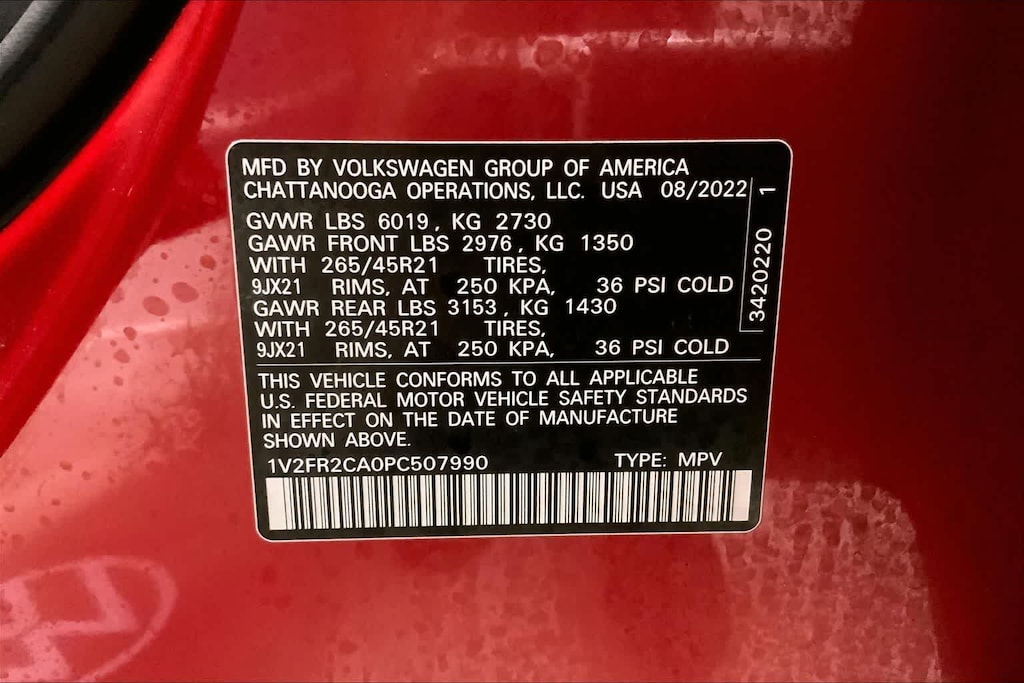 MFD BY VOLKSWAGEN GROUP OF AMERICA
CHATTANOOGA OPERATIONS, LLC. USA 08/2022
GVWR LBS 6019, KG 2730
GAWR FRONT LBS 2976, KG 1350
WITH 265/45R21 TIRES,
9JX21 RIMS, AT 250 KPA, 36 PSI COLD
GAWR REAR LBS 3153, KG 1430
WITH 265/45R21 TIRES,
9JX21 RIMS, AT 250 KPA, 36 PSI COLD
3420220 1
THIS VEHICLE CONFORMS TO ALL APPLICABLE
U.S. FEDERAL MOTOR VEHICLE SAFETY STANDARDS
IN EFFECT ON THE DATE OF MANUFACTURE
SHOWN ABOVE.
1V2FR2CA0PC507990 TYPE: MPV